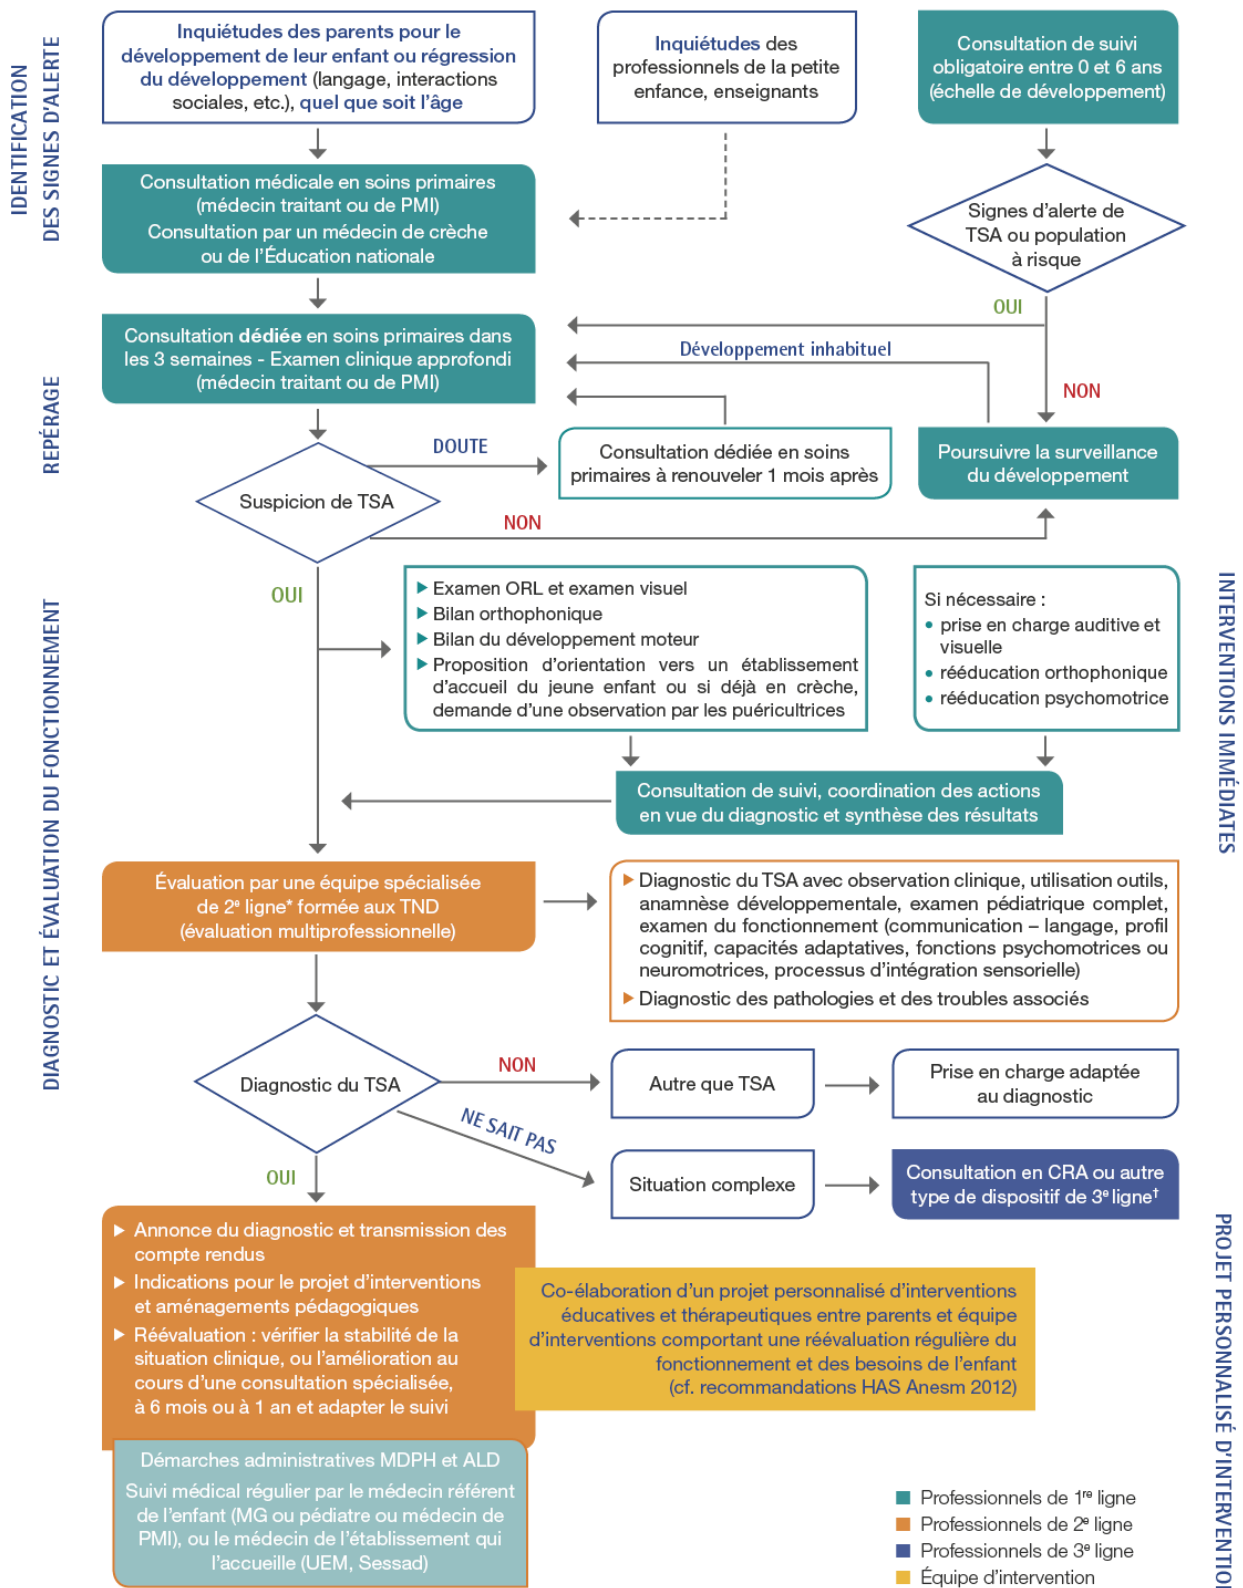 IDENTIFICATION
DES SIGNES D'ALERTE
Inquiétudes des parents pour le
développement de leur enfant ou régression
du développement (langage, interactions
sociales, etc.), quel que soit l'âge
Inquiétudes des
professionnels de la petite
enfance, enseignants
Consultation de suivi
obligatoire entre 0 et 6 ans
(échelle de développement)
Consultation médicale en soins primaires
(médecin traitant ou de PMI)
Consultation par un médecin de crèche
ou de l'Éducation nationale
Signes d'alerte de
TSA ou population
à risque
OUI
NON
REPÉRAGE
Consultation dédiée en soins primaires dans
les 3 semaines - Examen clinique approfondi
(médecin traitant ou de PMI)
Développement inhabituel
DOUTE
Consultation dédiée en soins
primaires à renouveler 1 mois après
Poursuivre la surveillance
du développement
Suspicion de TSA
NON
OUI
DIAGNOSTIC ET ÉVALUATION DU FONCTIONNEMENT
▶ Examen ORL et examen visuel
▶ Bilan orthophonique
▶ Bilan du développement moteur
▶ Proposition d'orientation vers un établissement
d'accueil du jeune enfant ou si déjà en crèche,
demande d'une observation par les puéricultrices
Si nécessaire :
• prise en charge auditive et
visuelle
• rééducation orthophonique
• rééducation psychomotrice
INTERVENTIONS IMMÉDIATES
Consultation de suivi, coordination des actions
en vue du diagnostic et synthèse des résultats
Évaluation par une équipe spécialisée
de 2e ligne* formée aux TND
(évaluation multiprofessionnelle)
▶ Diagnostic du TSA avec observation clinique, utilisation outils,
anamnèse développementale, examen pédiatrique complet,
examen du fonctionnement (communication – langage, profil
cognitif, capacités adaptatives, fonctions psychomotrices ou
neuromotrices, processus d'intégration sensorielle)
▶ Diagnostic des pathologies et des troubles associés
Diagnostic du TSA
NON
Autre que TSA
Prise en charge adaptée
au diagnostic
NE SAIT PAS
Situation complexe
Consultation en CRA ou autre
type de dispositif de 3e ligne†
OUI
▶ Annonce du diagnostic et transmission des
compte rendus
▶ Indications pour le projet d'interventions
et aménagements pédagogiques
▶ Réévaluation : vérifier la stabilité de la
situation clinique, ou l'amélioration au
cours d'une consultation spécialisée,
à 6 mois ou à 1 an et adapter le suivi
Co-élaboration d'un projet personnalisé d'interventions
éducatives et thérapeutiques entre parents et équipe
d'interventions comportant une réévaluation régulière du
fonctionnement et des besoins de l'enfant
(cf. recommandations HAS Anesm 2012)
PROJET PERSONNALISÉ D'INTERVENTION
Démarches administratives MDPH et ALD
Suivi médical régulier par le médecin référent
de l'enfant (MG ou pédiatre ou médecin de
PMI), ou le médecin de l'établissement qui
l'accueille (UEM, Sessad)
Professionnels de 1re ligne
Professionnels de 2e ligne
Professionnels de 3e ligne
Équipe d'intervention